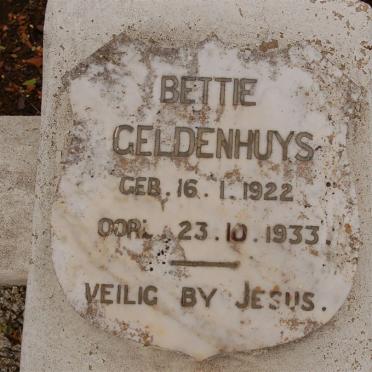 BETTIE
GELDENHUYS
GEB. 16. 1. 1922
OORL. 23. 10. 1933.
VEILIG BY JESUS.